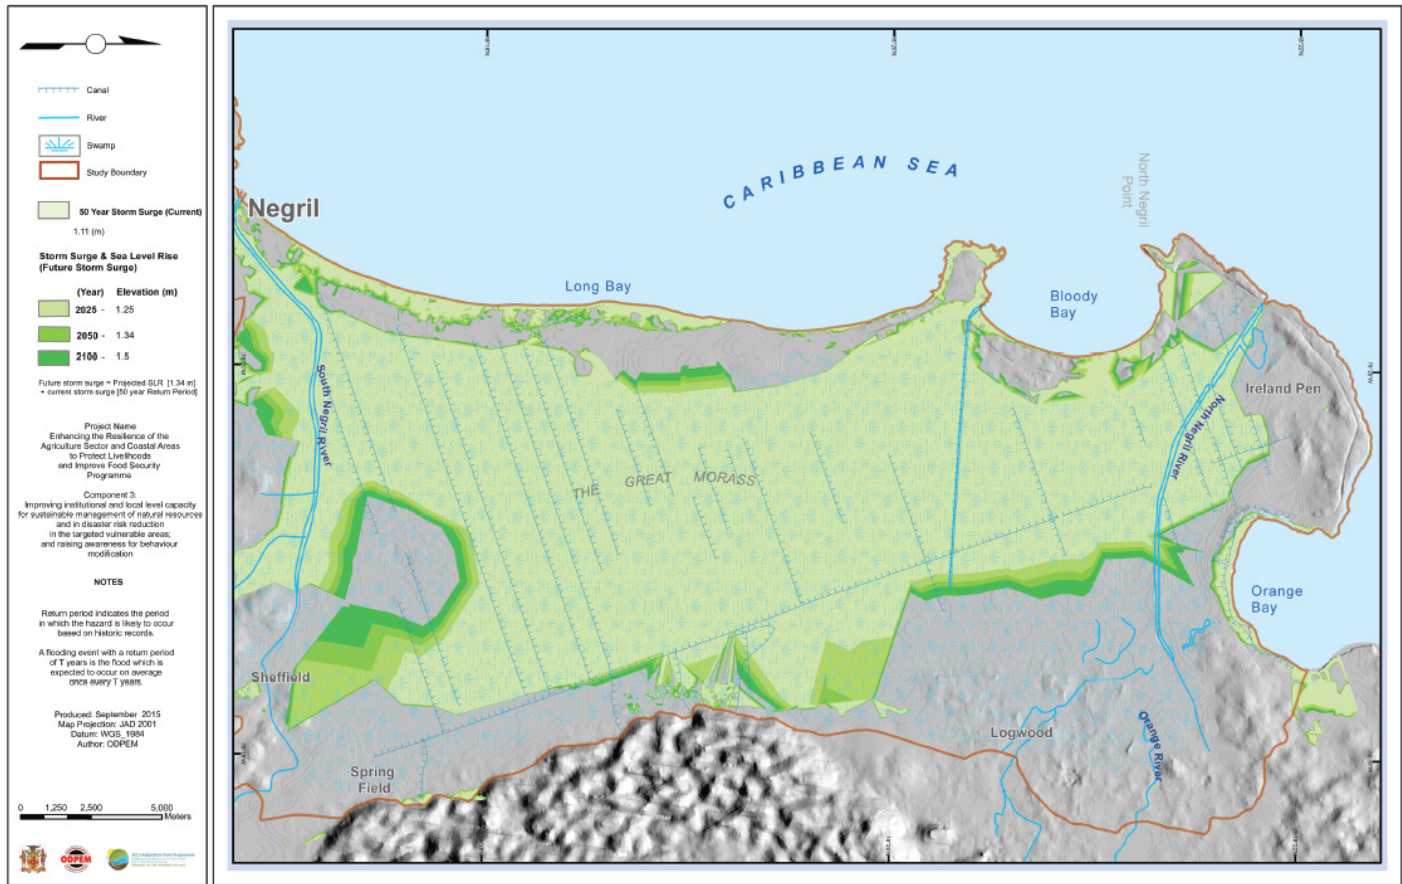 Canal
River
Swamp
Study Boundary
50 Year Storm Surge (Current)
1.11 (m)
Storm Surge & Sea Level Rise
(Future Storm Surge)
(Year) Elevation (m)
2025 - 1.25
2050 - 1.34
2100 - 1.5
Future storm surge = Projected SLR [1.34 m]
+ current storm surge [50 year Return Period]
Project Name
Enhancing the Resilience of the
Agriculture Sector and Coastal Areas
to Protect Livelihoods
and Improve Food Security
Programme
Component 3:
Improving institutional and local level capacity
for sustainable management of natural resources
and in disaster risk reduction
in the targeted vulnerable areas;
and raising awareness for behaviour
modification
NOTES
Return period indicates the period
in which the hazard is likely to occur
based on historic records.
A flooding event with a return period
of T years is the flood which is
expected to occur on average
once every T years.
Produced: September 2015
Map Projection: JAD 2001
Datum: WGS_1984
Author: ODPEM
0 1,250 2,500 5,000
Meters
ODPEM
CARIBBEAN SEA
North Negril
Point
Negril
Long Bay
Bloody
Bay
South Negril River
North Negril River
Ireland Pen
THE GREAT MORASS
Orange
Bay
Sheffield
Logwood
Orange River
Spring
Field